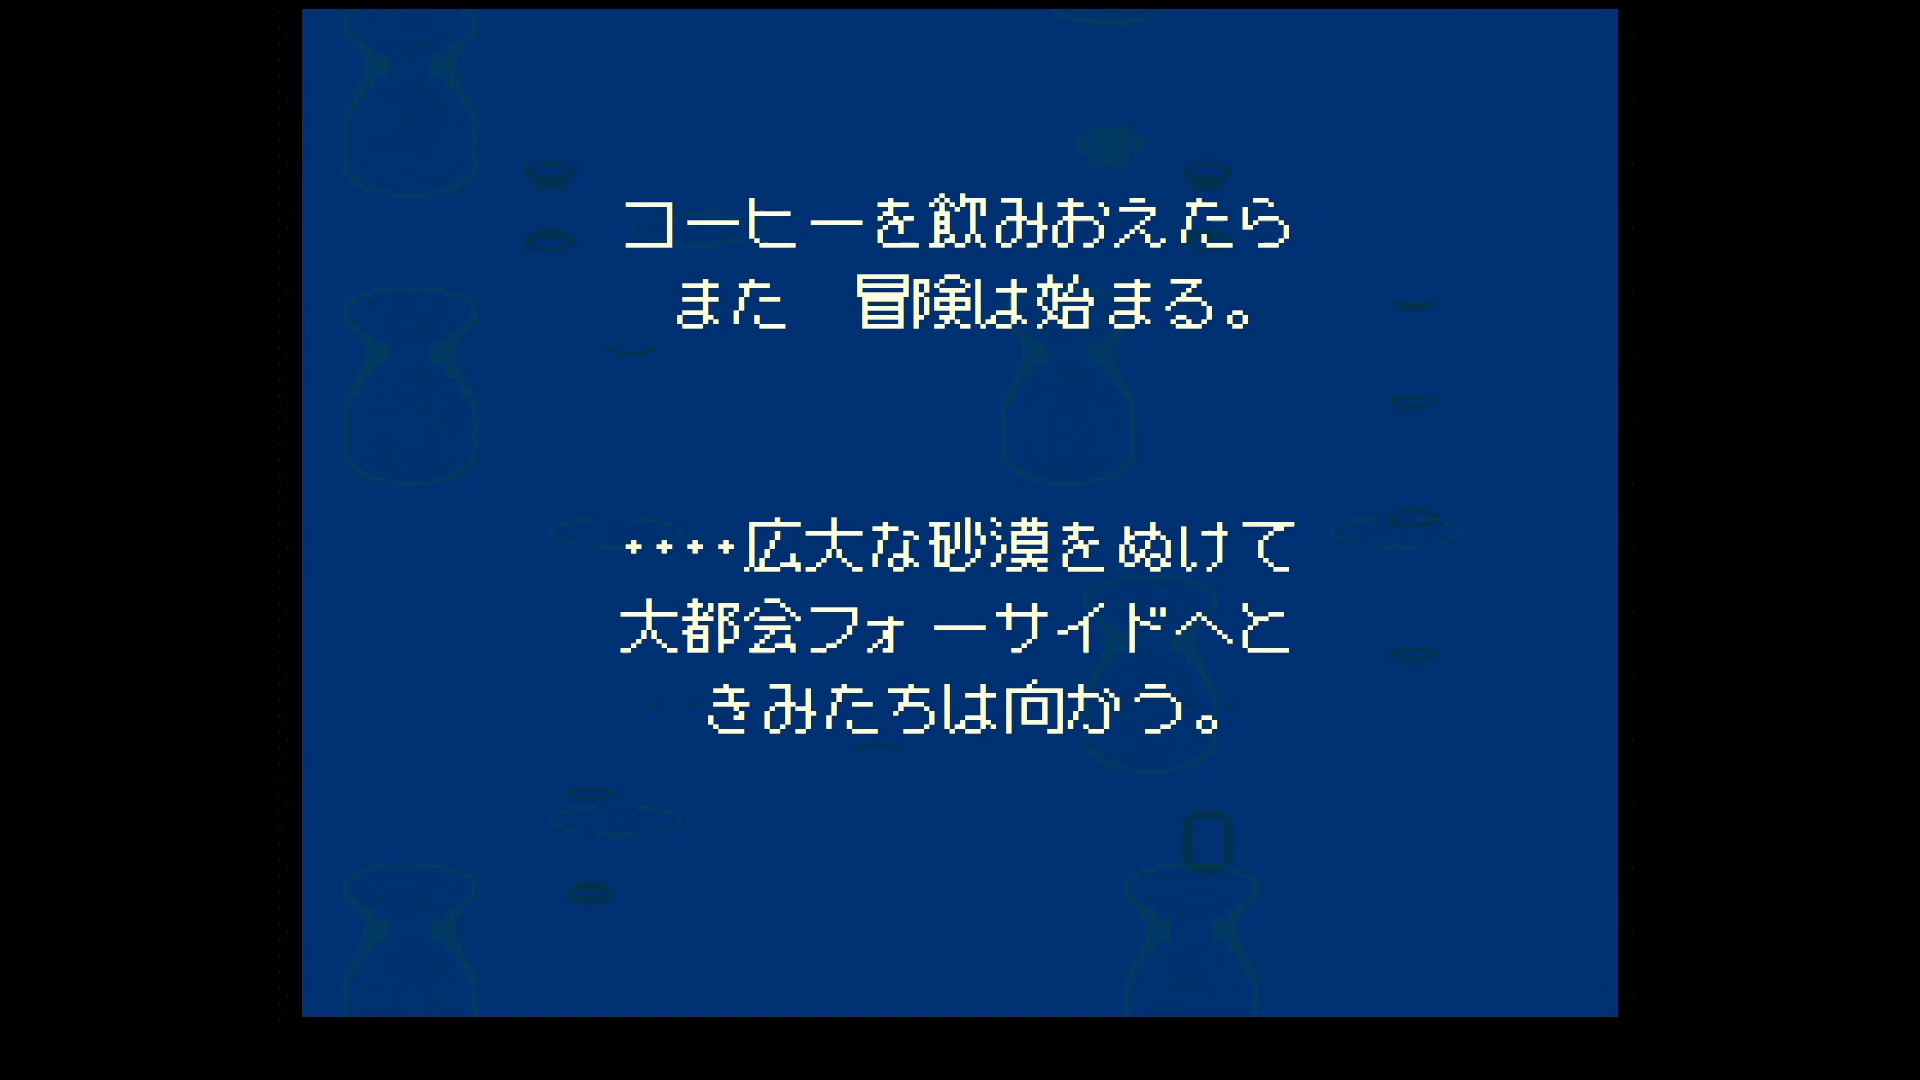 コーヒーを飲みおえたら
また　冒険は始まる。
････広大な砂漠をぬけて
大都会フォーサイドへと
きみたちは向かう。